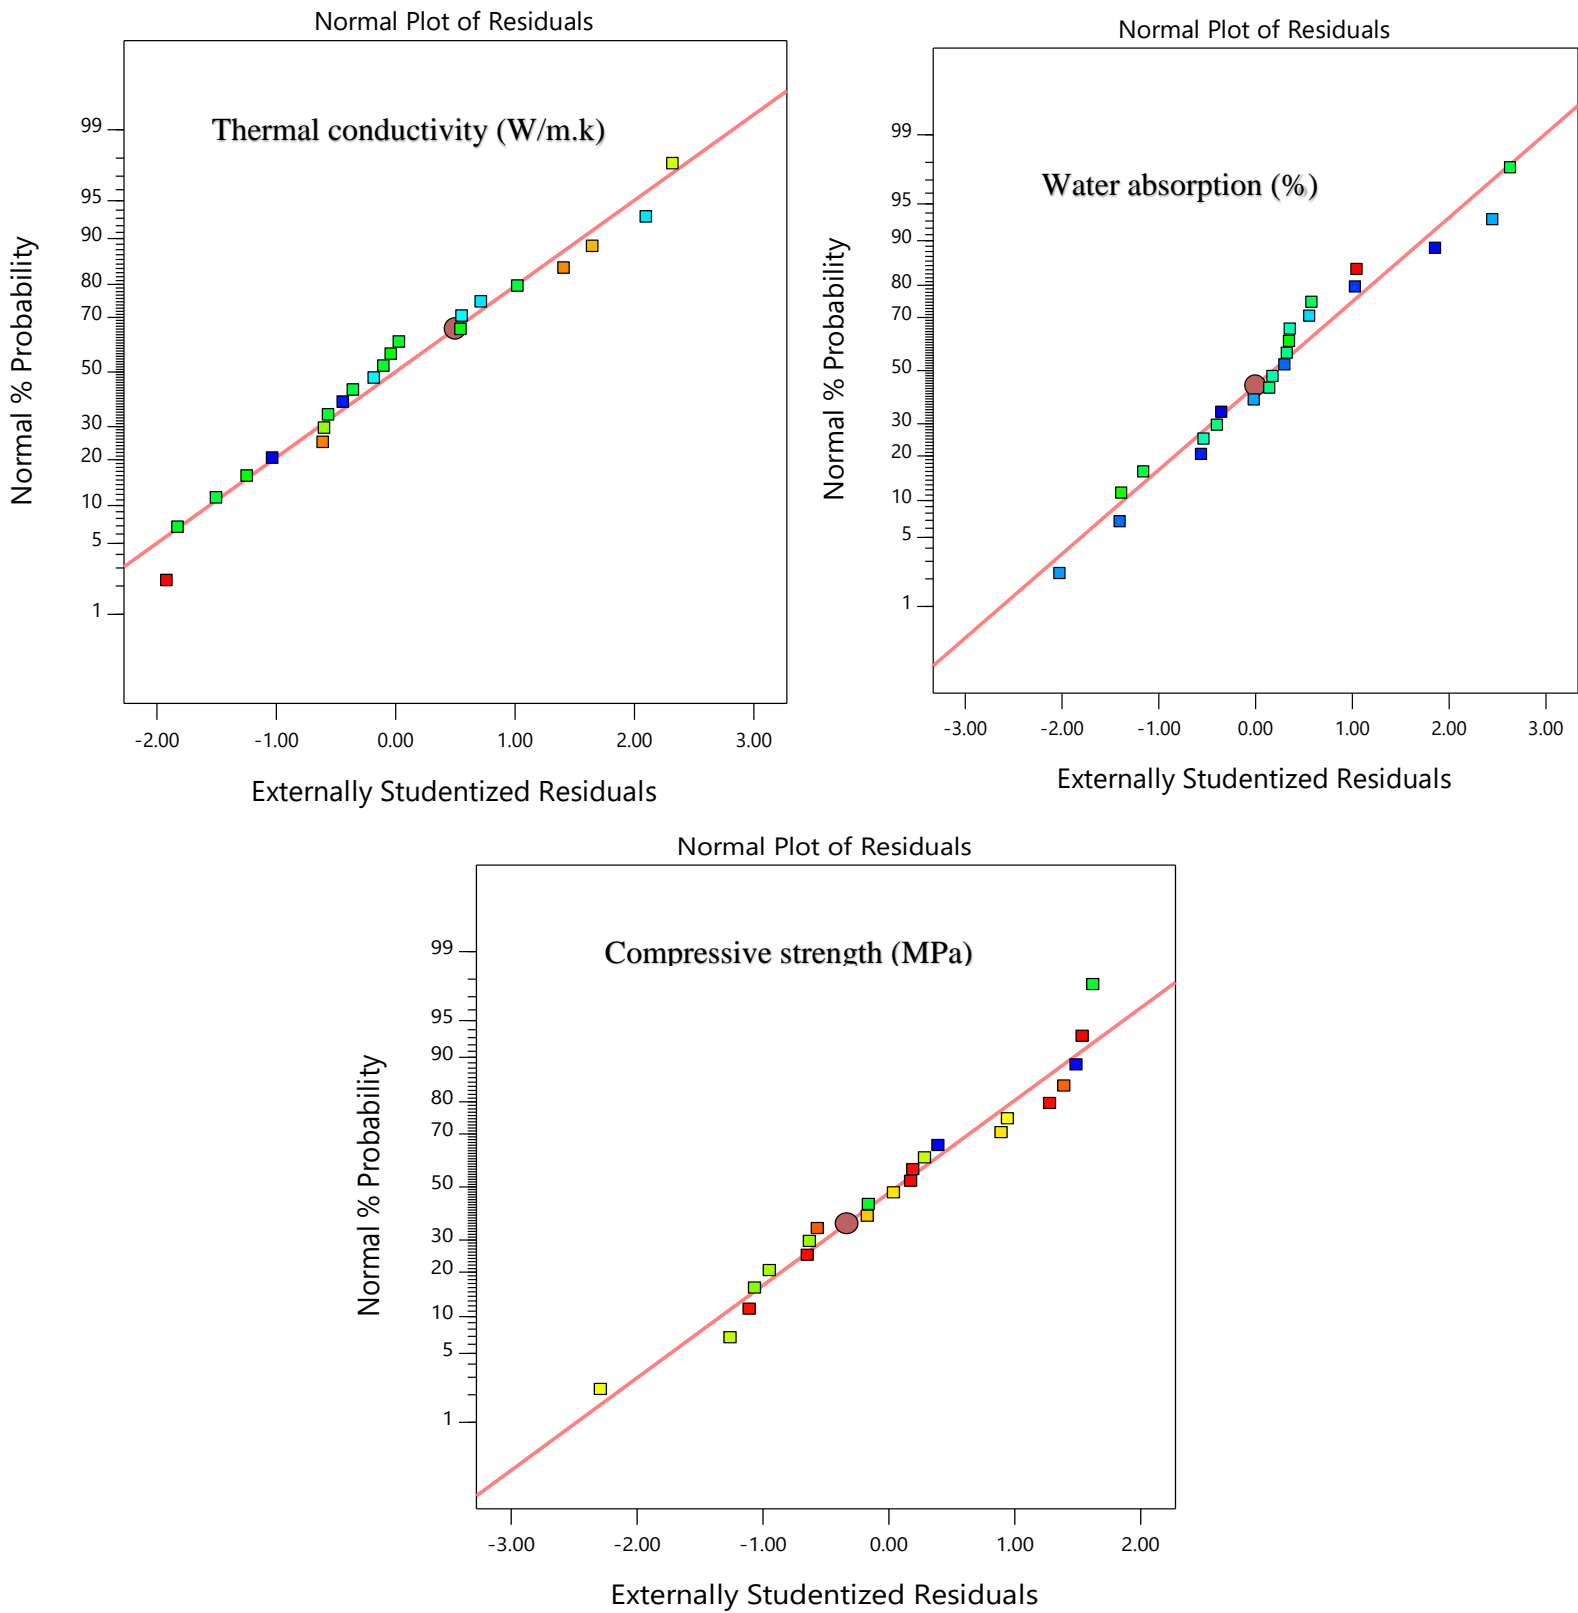 Normal Plot of Residuals
Thermal conductivity (W/m.k)
Normal % Probability
99
95
90
80
70
50
30
20
10
5
1
-2.00 -1.00 0.00 1.00 2.00 3.00
Externally Studentized Residuals
Normal Plot of Residuals
Water absorption (%)
Normal % Probability
99
95
90
80
70
50
30
20
10
5
1
-3.00 -2.00 -1.00 0.00 1.00 2.00 3.00
Externally Studentized Residuals
Normal Plot of Residuals
Compressive strength (MPa)
Normal % Probability
99
95
90
80
70
50
30
20
10
5
1
-3.00 -2.00 -1.00 0.00 1.00 2.00
Externally Studentized Residuals